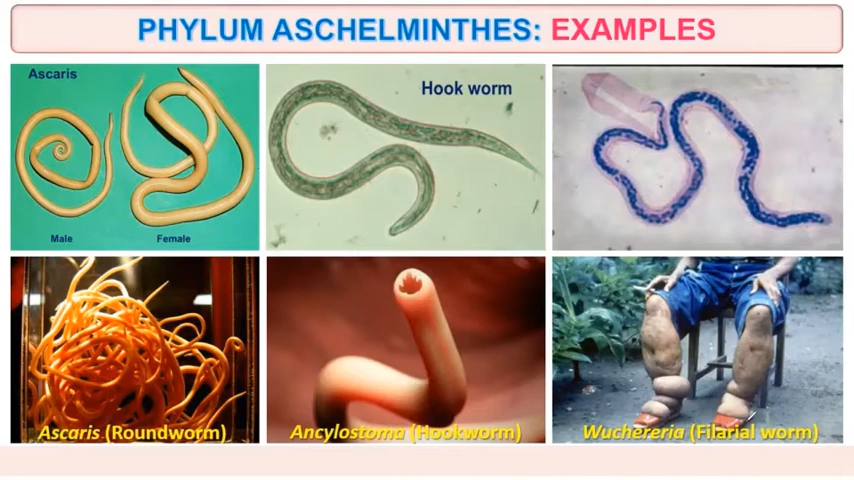 PHYLUM ASCHELMINTHES: EXAMPLES
Ascaris
Hook worm
Male
Female
Ascaris (Roundworm)
Ancylostoma (Hookworm)
Wuchereria (Filarial worm)